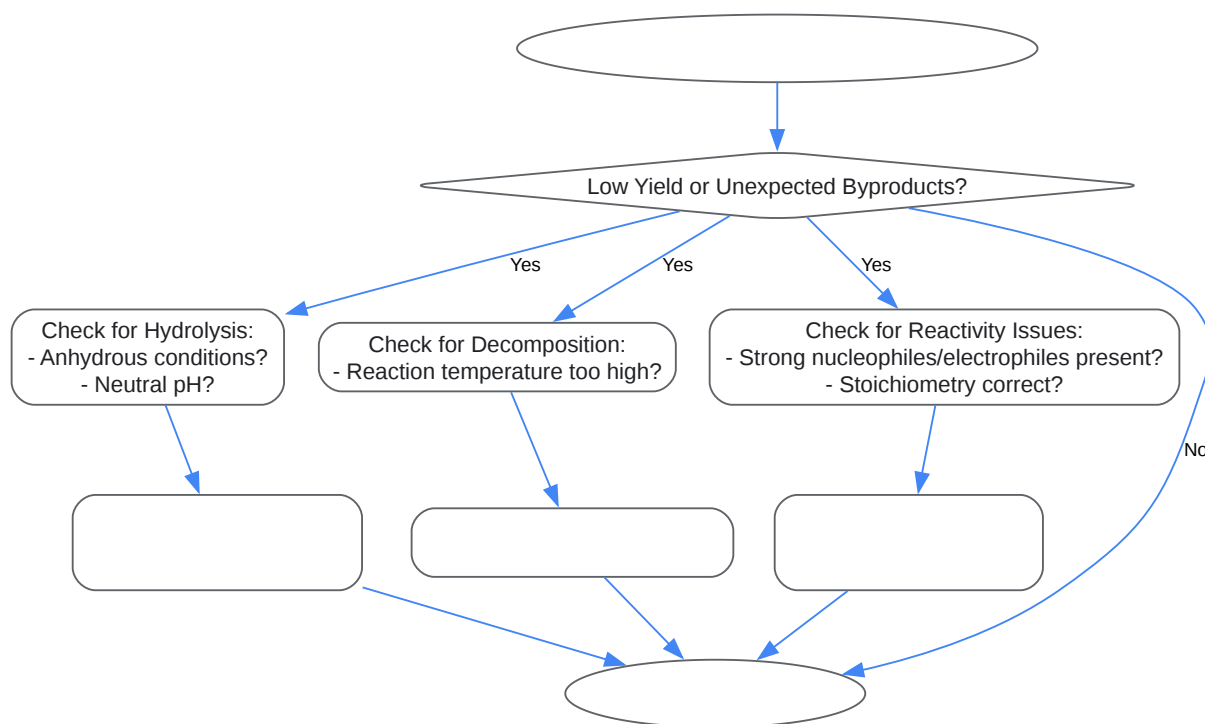 Low Yield or Unexpected Byproducts?
Yes
Yes
Yes
Check for Hydrolysis:
- Anhydrous conditions?
- Neutral pH?
Check for Decomposition:
- Reaction temperature too high?
Check for Reactivity Issues:
- Strong nucleophiles/electrophiles present?
- Stoichiometry correct?
No